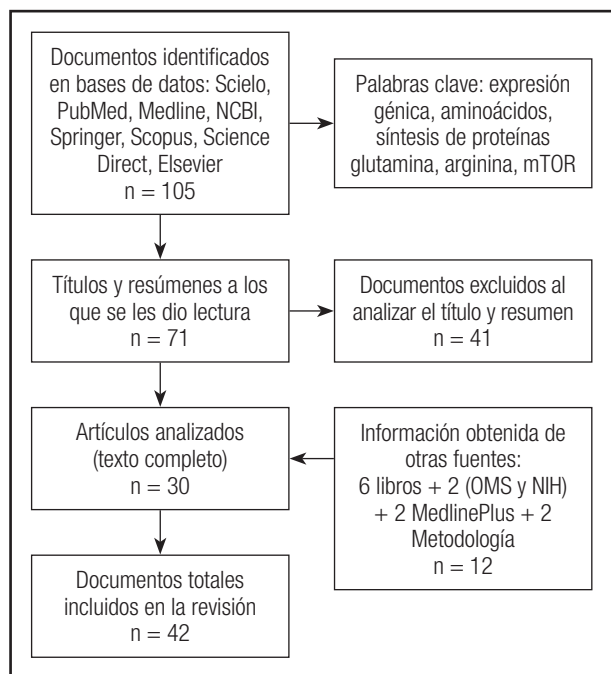 Documentos identificados
en bases de datos: Scielo,
PubMed, Medline, NCBI,
Springer, Scopus, Science
Direct, Elsevier
n = 105
Palabras clave: expresión
génica, aminoácidos,
síntesis de proteínas
glutamina, arginina, mTOR
Títulos y resúmenes a los
que se les dio lectura
n = 71
Documentos excluidos al
analizar el título y resumen
n = 41
Artículos analizados
(texto completo)
n = 30
Información obtenida de
otras fuentes:
6 libros + 2 (OMS y NIH)
+ 2 MedlinePlus + 2
Metodología
n = 12
Documentos totales
incluidos en la revisión
n = 42